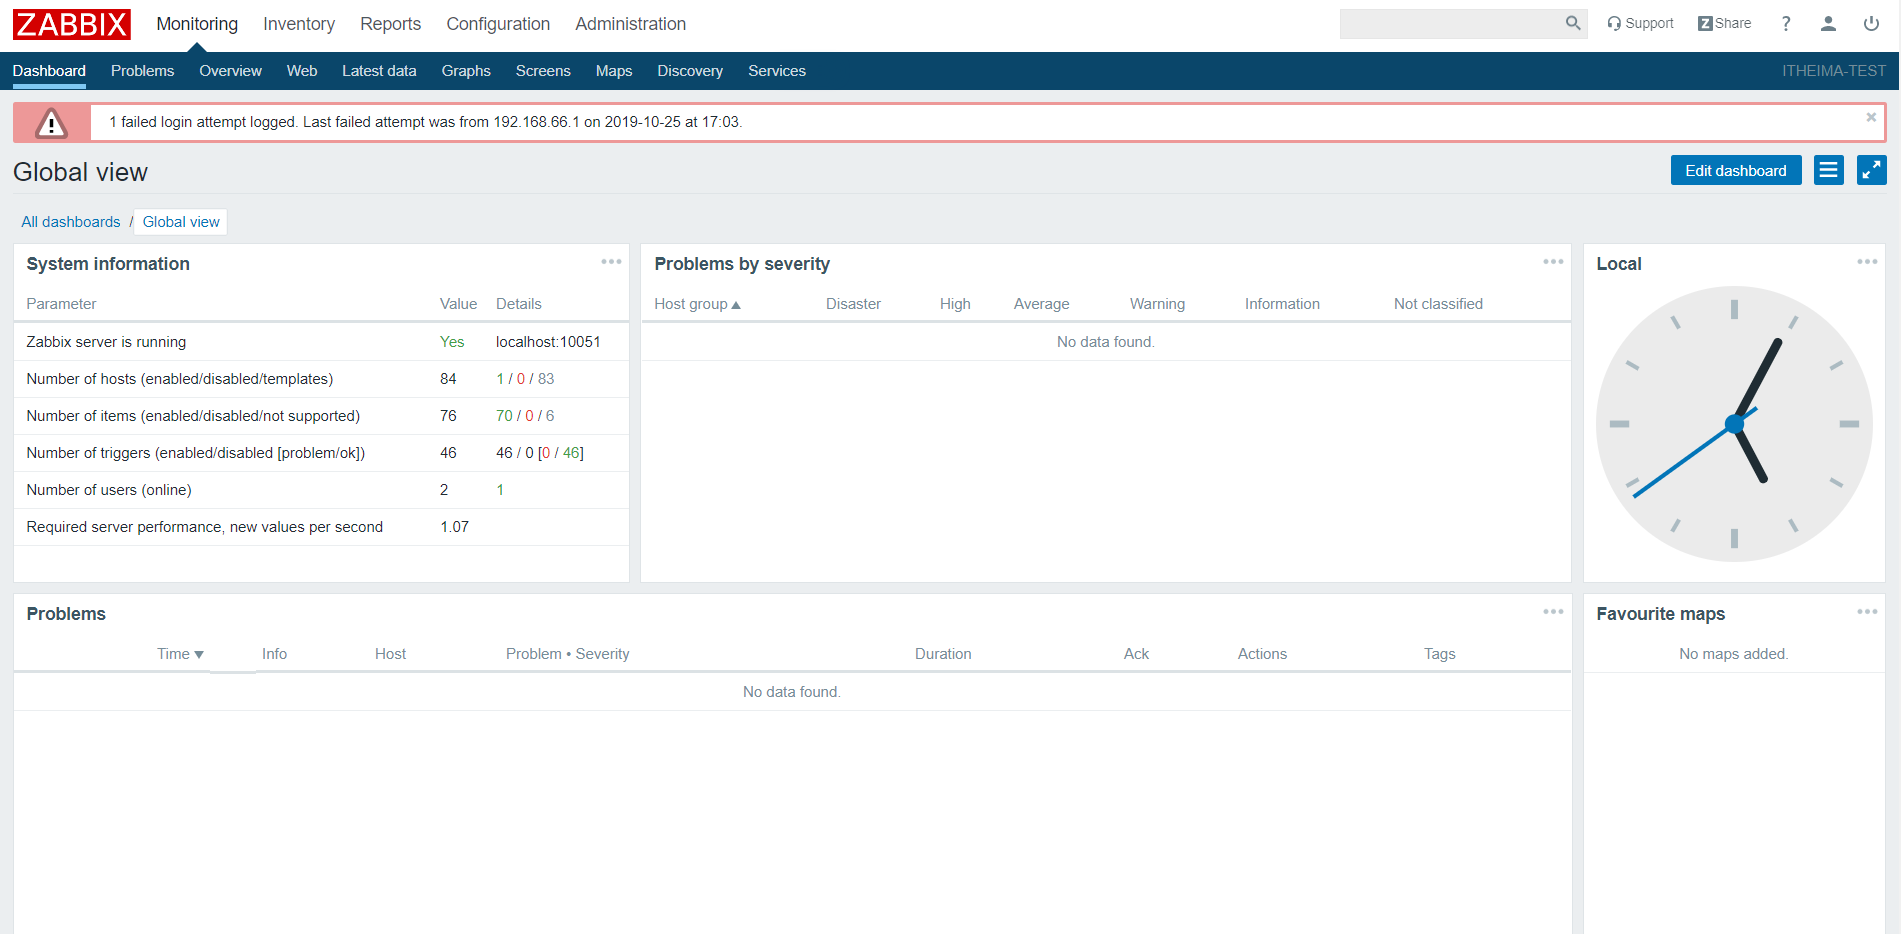 ZABBIX Monitoring Inventory Reports Configuration Administration Support Z Share ?
Dashboard Problems Overview Web Latest data Graphs Screens Maps Discovery Services ITHEIMA-TEST
1 failed login attempt logged. Last failed attempt was from 192.168.66.1 on 2019-10-25 at 17:03.
Global view Edit dashboard
All dashboards / Global view
System information
Parameter Value Details
Zabbix server is running Yes localhost:10051
Number of hosts (enabled/disabled/templates) 84 1 / 0 / 83
Number of items (enabled/disabled/not supported) 76 70 / 0 / 6
Number of triggers (enabled/disabled [problem/ok]) 46 46 / 0 [0 / 46]
Number of users (online) 2 1
Required server performance, new values per second 1.07
Problems by severity
Host group Disaster High Average Warning Information Not classified
No data found.
Local
Problems
Time Info Host Problem • Severity Duration Ack Actions Tags
No data found.
Favourite maps
No maps added.